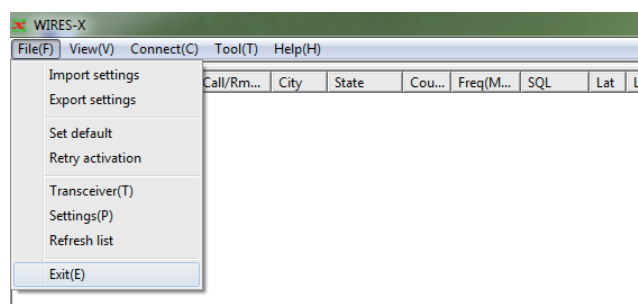 WIRES-X
File(F) View(V) Connect(C) Tool(T) Help(H)
Call/Rm... City State Cou... Freq(M... SQL Lat
Import settings
Export settings
Set default
Retry activation
Transceiver(T)
Settings(P)
Refresh list
Exit(E)